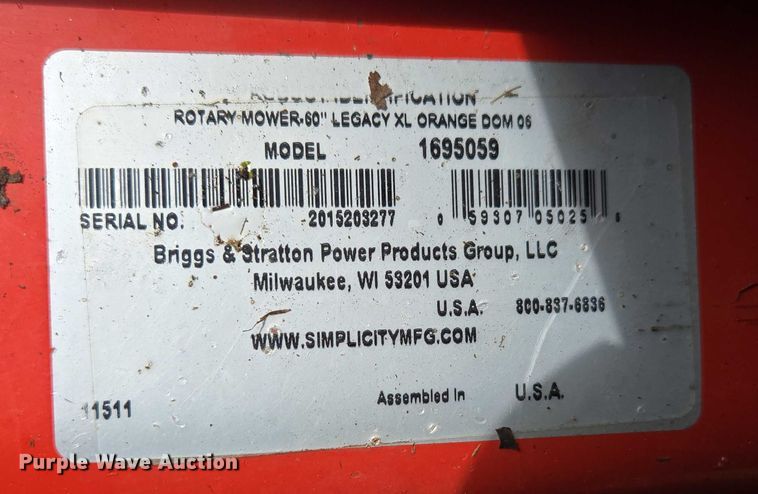 PRODUCT IDENTIFICATION
ROTARY MOWER-60" LEGACY XL ORANGE DOM 06
MODEL 1695059
SERIAL NO. 2015203277 0 59307 05025 6
Briggs & Stratton Power Products Group, LLC
Milwaukee, WI 53201 USA
U.S.A. 800-837-6836
WWW.SIMPLICITYMFG.COM
11511 Assembled in U.S.A.
Purple Wave Auction